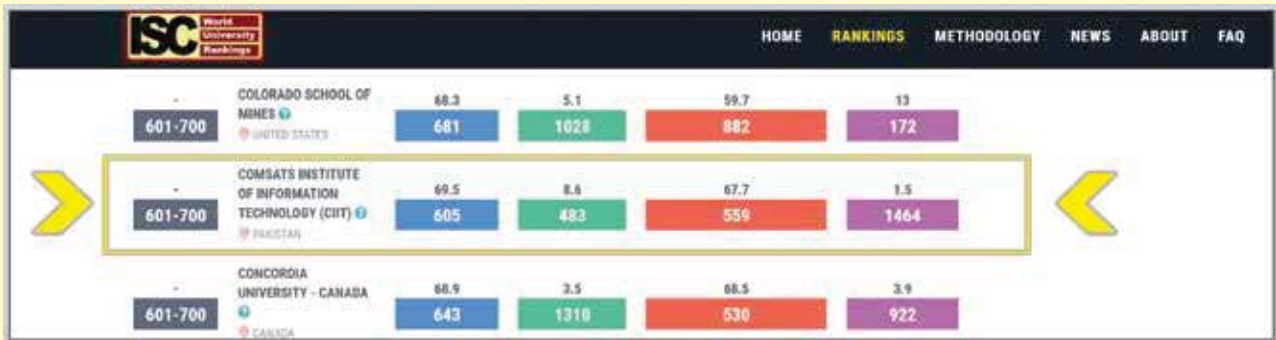 ISC World
University
Rankings
HOME RANKINGS METHODOLOGY NEWS ABOUT FAQ
- COLORADO SCHOOL OF 68.3 5.1 59.7 13
MINES
601-700 681 1028 882 172
UNITED STATES
COMSATS INSTITUTE
- OF INFORMATION 69.5 8.6 67.7 1.5
601-700 TECHNOLOGY (CIIT) 605 483 559 1464
PAKISTAN
CONCORDIA
- UNIVERSITY - CANADA 68.9 3.5 68.5 3.9
601-700 643 1310 530 922
CANADA